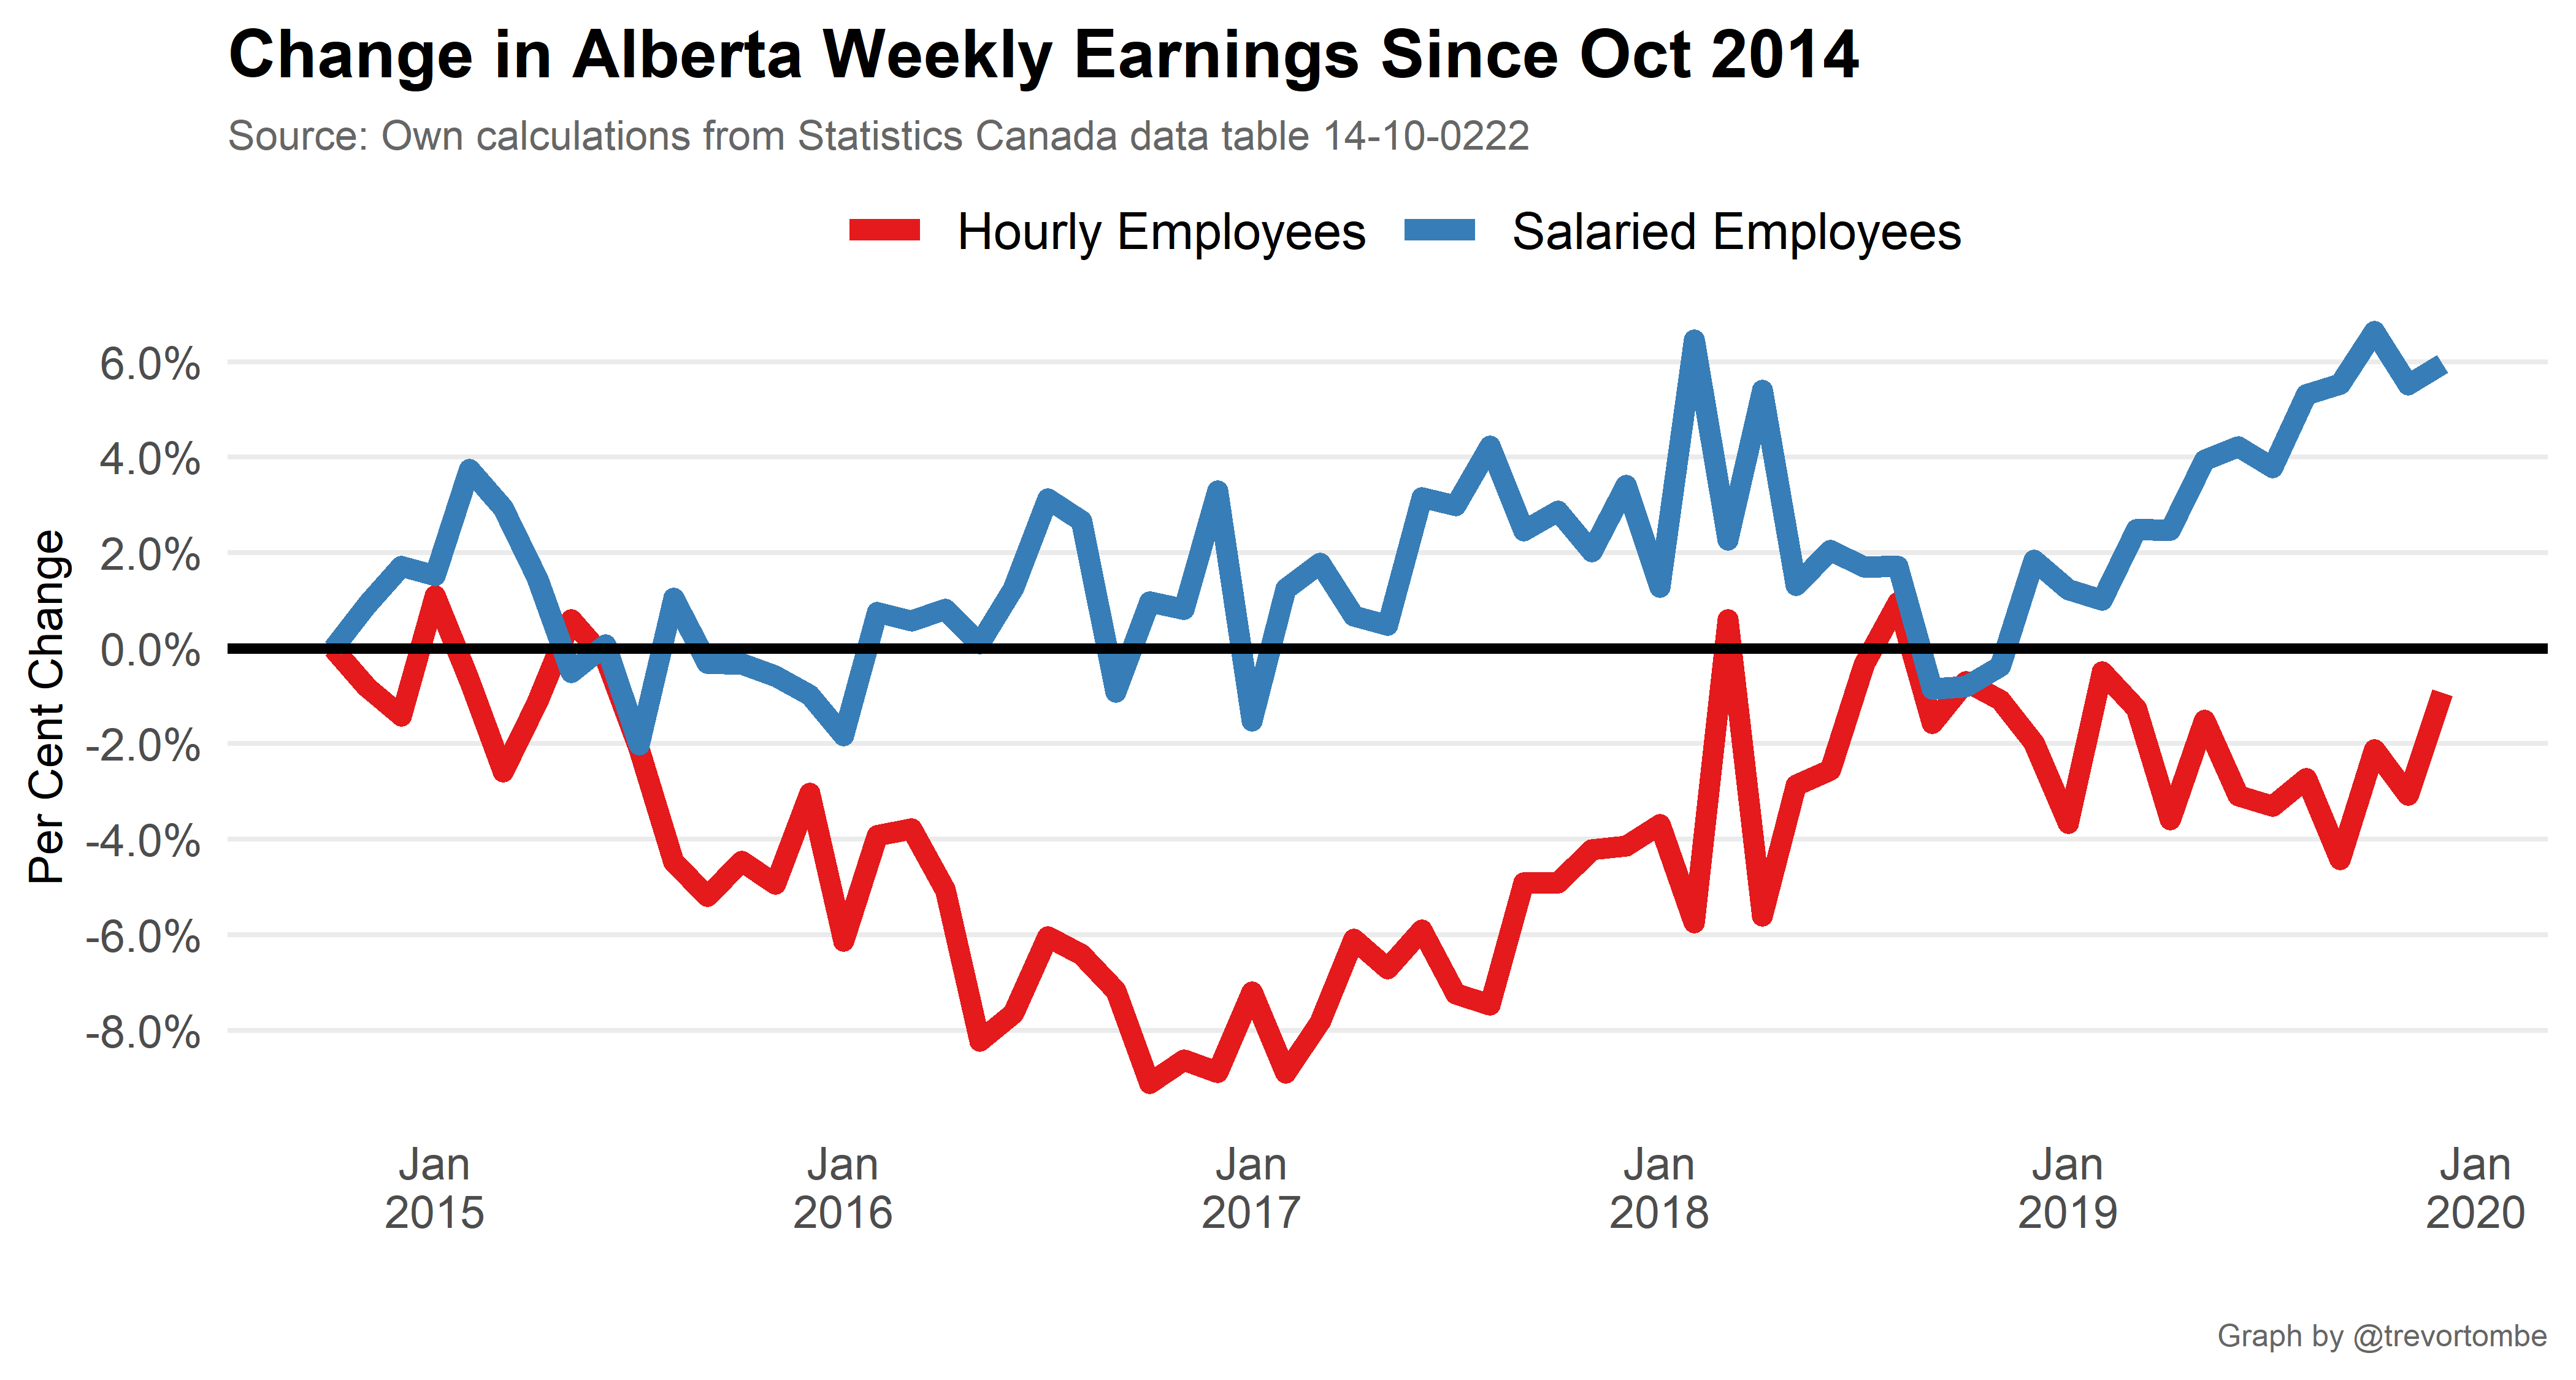 Change in Alberta Weekly Earnings Since Oct 2014
Source: Own calculations from Statistics Canada data table 14-10-0222
Hourly Employees Salaried Employees
Per Cent Change
6.0%
4.0%
2.0%
0.0%
-2.0%
-4.0%
-6.0%
-8.0%
Jan 2015
Jan 2016
Jan 2017
Jan 2018
Jan 2019
Jan 2020
Graph by @trevortombe